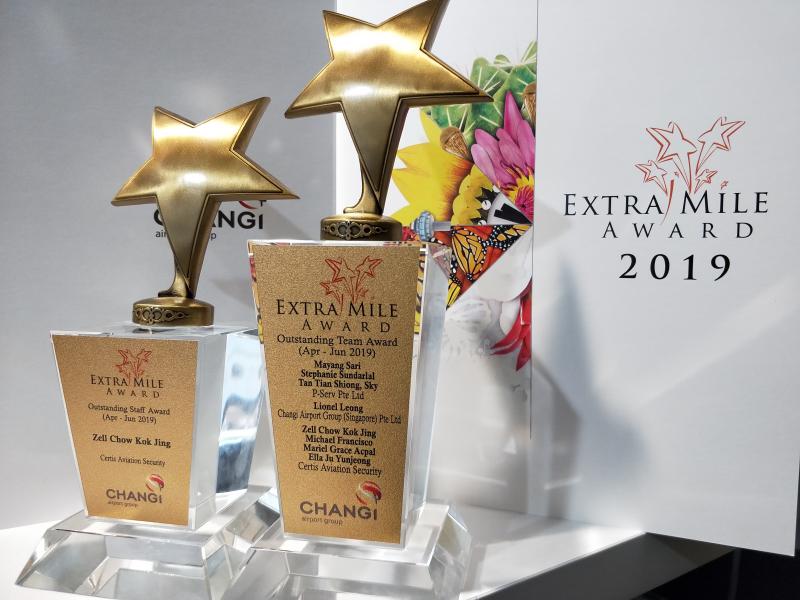 CHANGI
airport group
EXTRA MILE
AWARD
2019
EXTRA MILE
AWARD
Outstanding Staff Award
(Apr - Jun 2019)
Zell Chow Kok Jing
Certis Aviation Security
CHANGI
airport group
EXTRA MILE
AWARD
Outstanding Team Award
(Apr - Jun 2019)
Mayang Sari
Stephanie Sundarlal
Tan Tian Shiong, Sky
P-Serv Pte Ltd
Lionel Leong
Changi Airport Group (Singapore) Pte Ltd
Zell Chow Kok Jing
Michael Francisco
Mariel Grace Acpal
Ella Ju Yunjeong
Certis Aviation Security
CHANGI
airport group